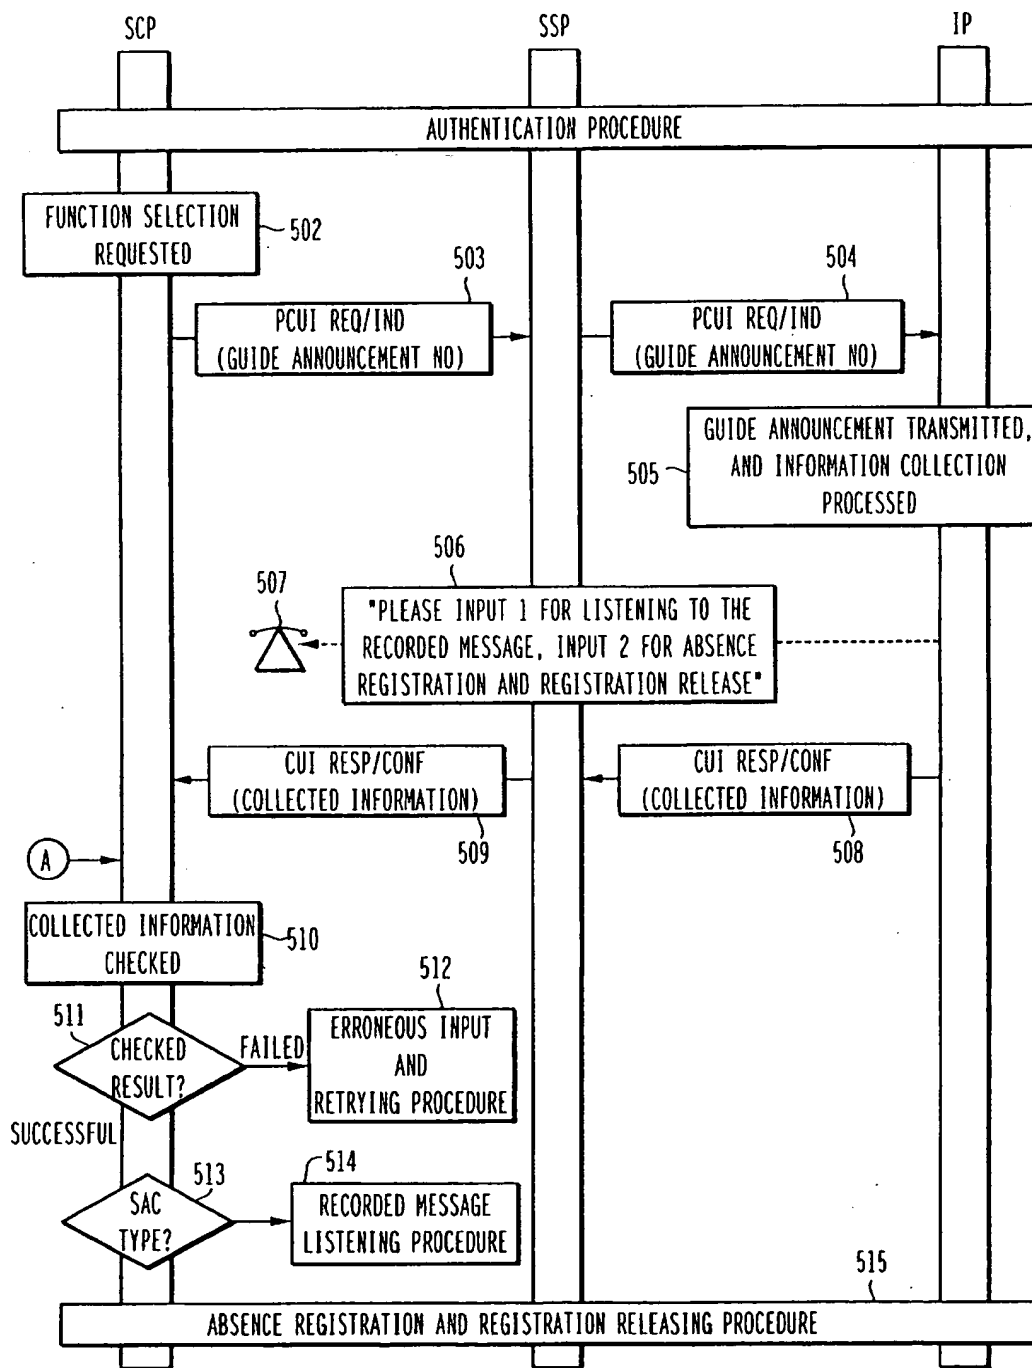 SCP
SSP
IP
AUTHENTICATION PROCEDURE
FUNCTION SELECTION
REQUESTED
502
503
504
PCUI REQ/IND
(GUIDE ANNOUNCEMENT NO)
PCUI REQ/IND
(GUIDE ANNOUNCEMENT NO)
505
GUIDE ANNOUNCEMENT TRANSMITTED,
AND INFORMATION COLLECTION
PROCESSED
506
507
"PLEASE INPUT 1 FOR LISTENING TO THE
RECORDED MESSAGE, INPUT 2 FOR ABSENCE
REGISTRATION AND REGISTRATION RELEASE"
CUI RESP/CONF
(COLLECTED INFORMATION)
509
CUI RESP/CONF
(COLLECTED INFORMATION)
508
A
COLLECTED INFORMATION
CHECKED
510
511
CHECKED
RESULT?
FAILED
512
ERRONEOUS INPUT
AND
RETRYING PROCEDURE
SUCCESSFUL
513
SAC
TYPE?
514
RECORDED MESSAGE
LISTENING PROCEDURE
515
ABSENCE REGISTRATION AND REGISTRATION RELEASING PROCEDURE